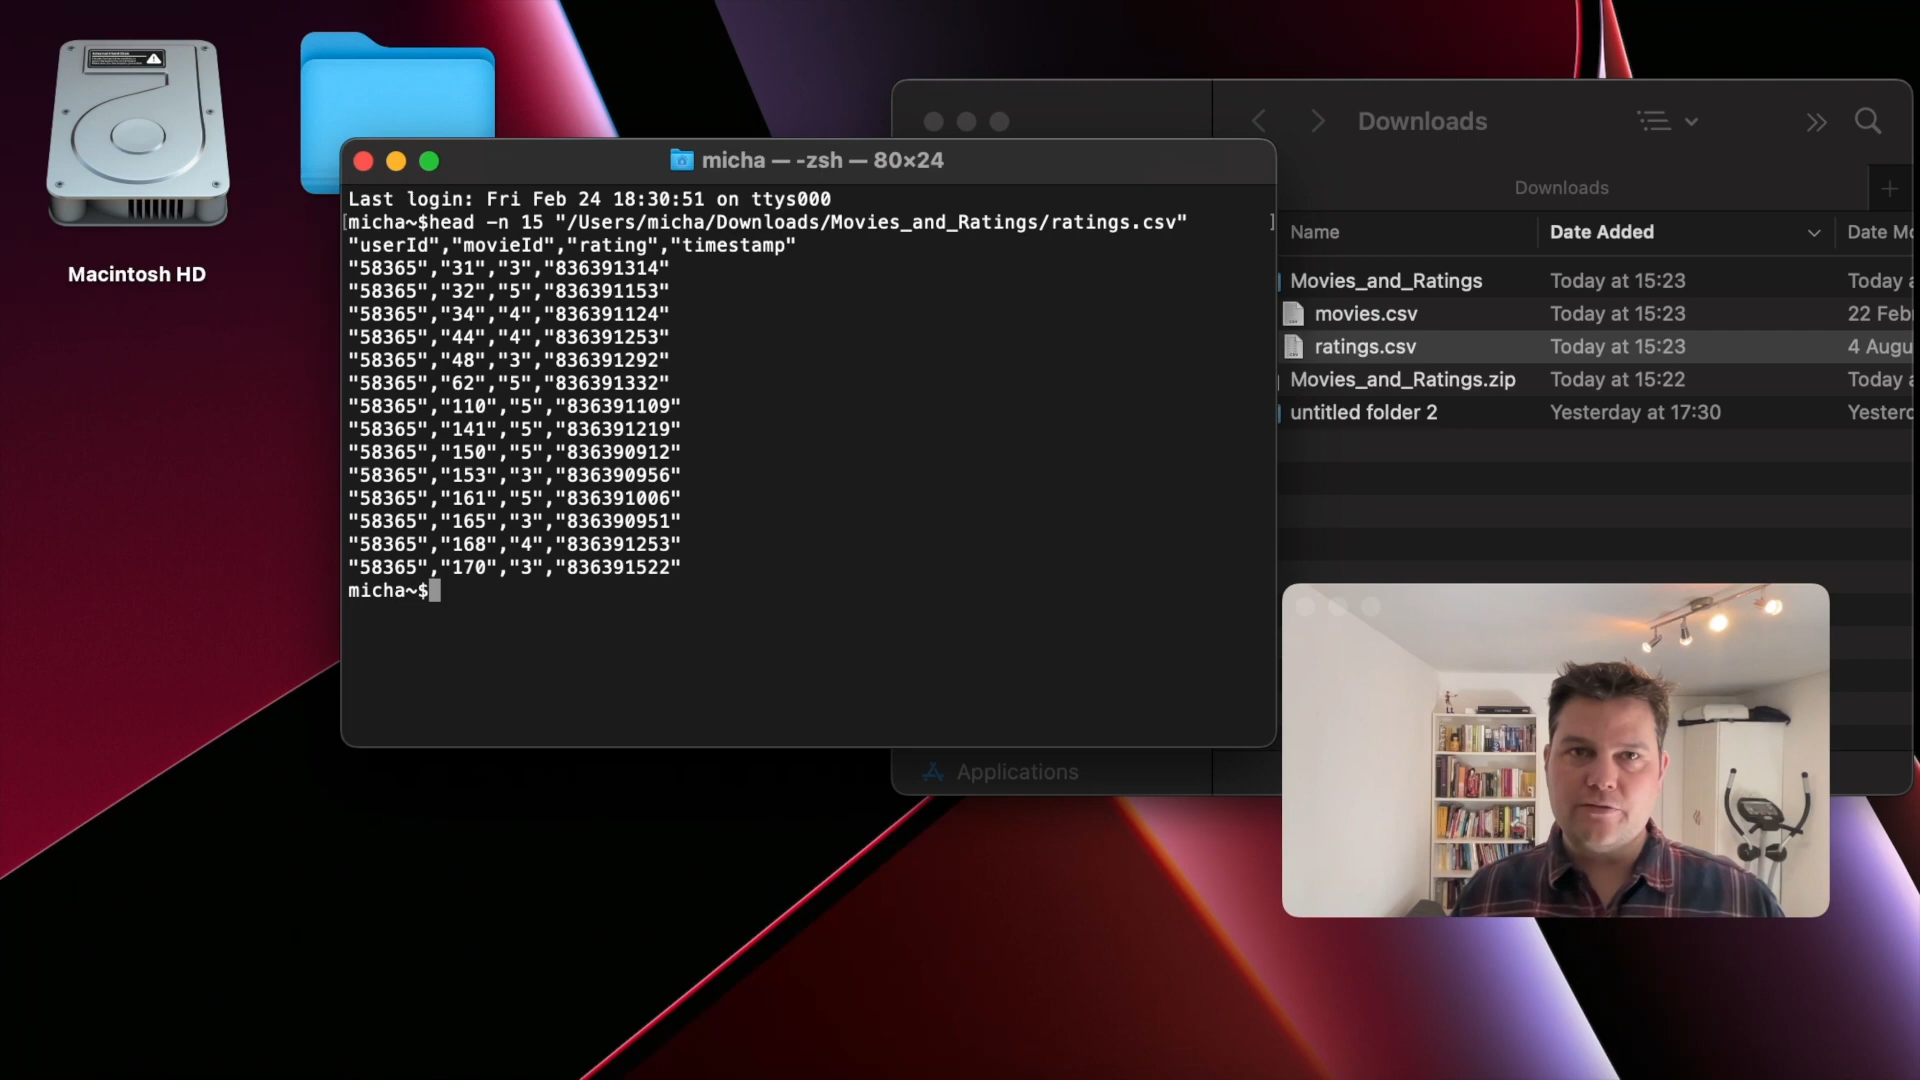 Macintosh HD
micha — -zsh — 80×24
Last login: Fri Feb 24 18:30:51 on ttys000
[micha~$head -n 15 "/Users/micha/Downloads/Movies_and_Ratings/ratings.csv" ]
"userId","movieId","rating","timestamp"
"58365","31","3","836391314"
"58365","32","5","836391153"
"58365","34","4","836391124"
"58365","44","4","836391253"
"58365","48","3","836391292"
"58365","62","5","836391332"
"58365","110","5","836391109"
"58365","141","5","836391219"
"58365","150","5","836390912"
"58365","153","3","836390956"
"58365","161","5","836391006"
"58365","165","3","836390951"
"58365","168","4","836391253"
"58365","170","3","836391522"
micha~$
Downloads
Downloads
Name Date Added Date Mo
Movies_and_Ratings Today at 15:23 Today a
movies.csv Today at 15:23 22 Feb
ratings.csv Today at 15:23 4 Augu
Movies_and_Ratings.zip Today at 15:22 Today a
untitled folder 2 Yesterday at 17:30 Yesterd
Applications